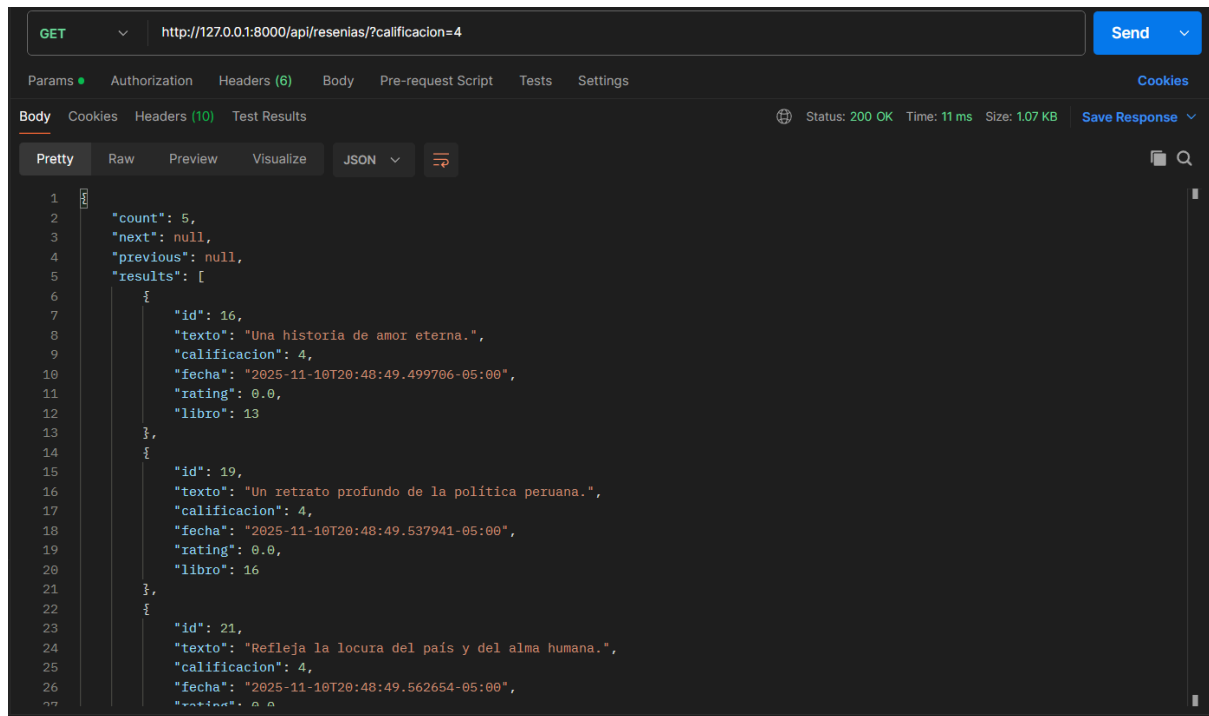 GET http://127.0.0.1:8000/api/resenias/?calificacion=4 Send
Params Authorization Headers (6) Body Pre-request Script Tests Settings Cookies
Body Cookies Headers (10) Test Results Status: 200 OK Time: 11 ms Size: 1.07 KB Save Response
Pretty Raw Preview Visualize JSON
1 {
2 "count": 5,
3 "next": null,
4 "previous": null,
5 "results": [
6 {
7 "id": 16,
8 "texto": "Una historia de amor eterna.",
9 "calificacion": 4,
10 "fecha": "2025-11-10T20:48:49.499706-05:00",
11 "rating": 0.0,
12 "libro": 13
13 },
14 {
15 "id": 19,
16 "texto": "Un retrato profundo de la política peruana.",
17 "calificacion": 4,
18 "fecha": "2025-11-10T20:48:49.537941-05:00",
19 "rating": 0.0,
20 "libro": 16
21 },
22 {
23 "id": 21,
24 "texto": "Refleja la locura del país y del alma humana.",
25 "calificacion": 4,
26 "fecha": "2025-11-10T20:48:49.562654-05:00",
27 "rating": 0.0